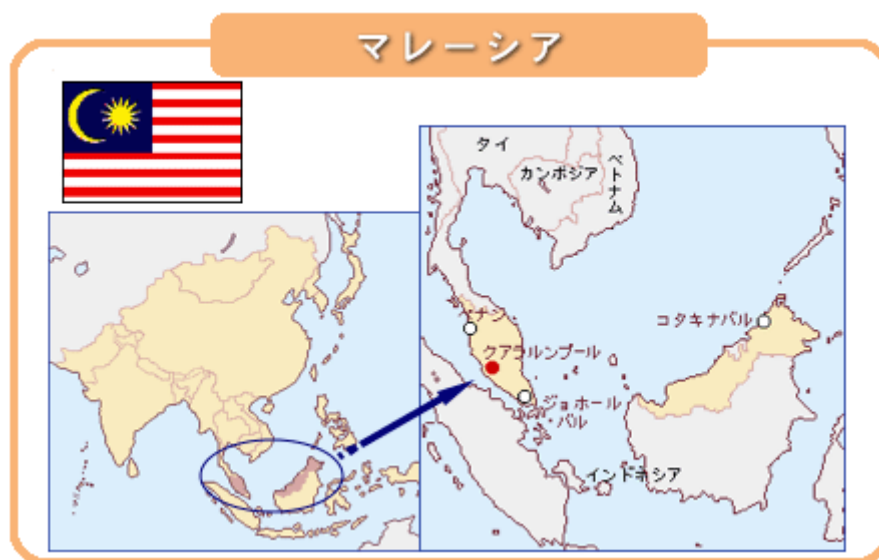 マレーシア
タイ
カンボジア
ベトナム
ペナン
コタキナバル
クアラルンプール
ジョホール
バル
インドネシア